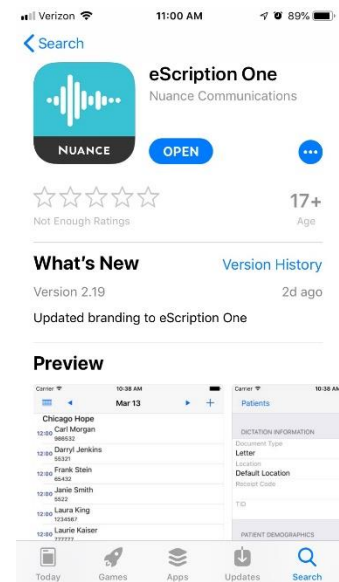 Verizon 11:00 AM 89%
Search
eScription One
Nuance Communications
NUANCE
OPEN
17+
Not Enough Ratings Age
What's New Version History
Version 2.19 2d ago
Updated branding to eScription One
Preview
Carrier 10:38 AM
Mar 13
Chicago Hope
12:00 Carl Morgan
986532
12:00 Darryl Jenkins
55321
12:00 Frank Stein
65432
12:00 Janie Smith
5522
12:00 Laura King
1234567
12:00 Laurie Kaiser
777777
Carrier 10:38 AM
Patients
DICTATION INFORMATION
Document Type
Letter
Location
Default Location
Receipt Code
TID
PATIENT DEMOGRAPHICS
Today Games Apps Updates Search